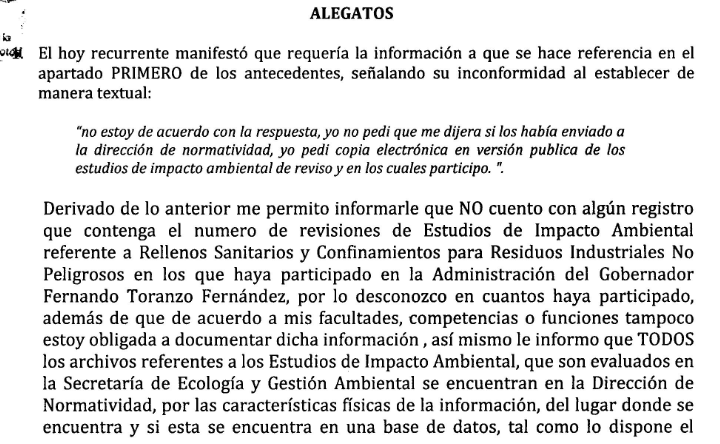 ALEGATOS
El hoy recurrente manifestó que requería la información a que se hace referencia en el
apartado PRIMERO de los antecedentes, señalando su inconformidad al establecer de
manera textual:
"no estoy de acuerdo con la respuesta, yo no pedi que me dijera si los había enviado a
la dirección de normatividad, yo pedi copia electrónica en versión publica de los
estudios de impacto ambiental de reviso y en los cuales participo. ".
Derivado de lo anterior me permito informarle que NO cuento con algún registro
que contenga el numero de revisiones de Estudios de Impacto Ambiental
referente a Rellenos Sanitarios y Confinamientos para Residuos Industriales No
Peligrosos en los que haya participado en la Administración del Gobernador
Fernando Toranzo Fernández, por lo desconozco en cuantos haya participado,
además de que de acuerdo a mis facultades, competencias o funciones tampoco
estoy obligada a documentar dicha información , así mismo le informo que TODOS
los archivos referentes a los Estudios de Impacto Ambiental, que son evaluados en
la Secretaría de Ecología y Gestión Ambiental se encuentran en la Dirección de
Normatividad, por las características físicas de la información, del lugar donde se
encuentra y si esta se encuentra en una base de datos, tal como lo dispone el